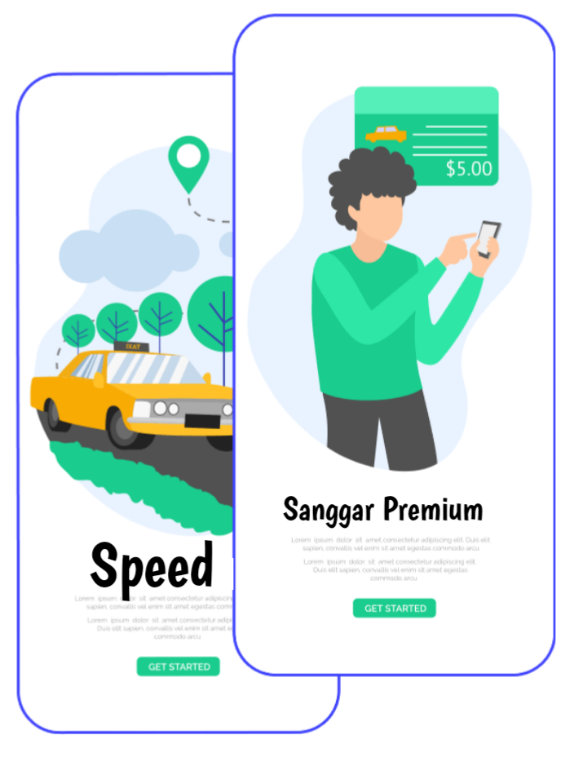 Speed
Lorem ipsum dolor sit amet consectetur
sapien, convallis vel enim sit amet egestas
Lorem ipsum dolor sit amet consectetur
Duis elit sapien, convallis vel enim sit amet
commodo arcu
GET STARTED
$5.00
Sanggar Premium
Lorem ipsum dolor sit amet consectetur adipiscing elit. Duis elit
sapien, convallis vel enim sit amet egestas commodo arcu
Lorem ipsum dolor sit amet consectetur adipiscing elit.
Duis elit sapien, convallis vel enim sit amet egestas
commodo arcu
GET STARTED